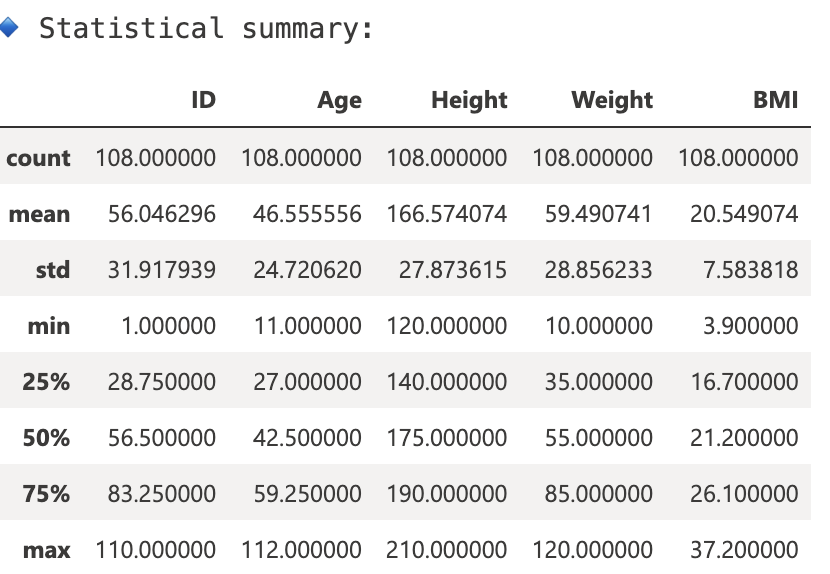 Statistical summary:
ID Age Height Weight BMI
count 108.000000 108.000000 108.000000 108.000000 108.000000
mean 56.046296 46.555556 166.574074 59.490741 20.549074
std 31.917939 24.720620 27.873615 28.856233 7.583818
min 1.000000 11.000000 120.000000 10.000000 3.900000
25% 28.750000 27.000000 140.000000 35.000000 16.700000
50% 56.500000 42.500000 175.000000 55.000000 21.200000
75% 83.250000 59.250000 190.000000 85.000000 26.100000
max 110.000000 112.000000 210.000000 120.000000 37.200000